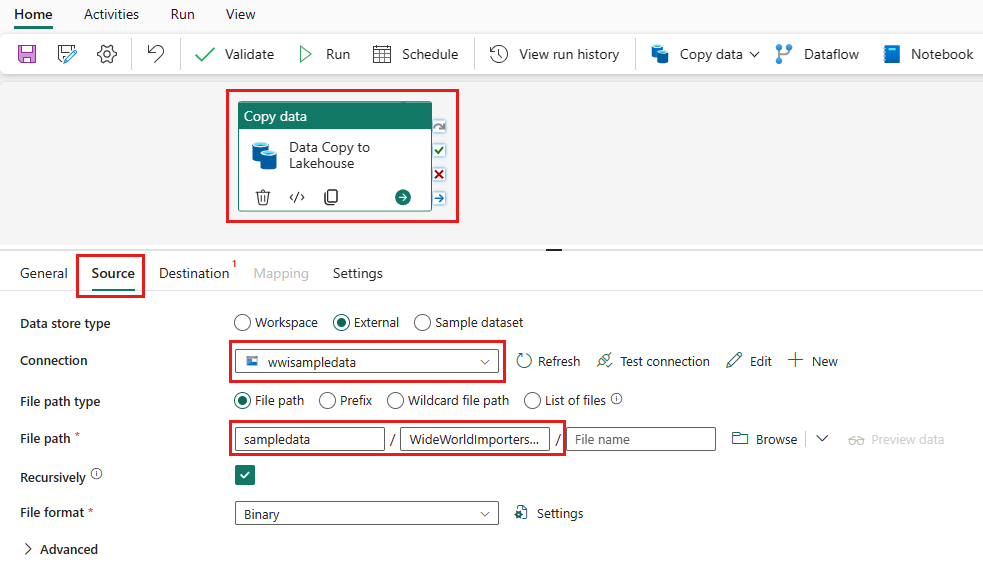 Home Activities Run View
Validate Run Schedule View run history Copy data Dataflow Notebook
Copy data
Data Copy to
Lakehouse
General Source Destination 1 Mapping Settings
Data store type Workspace External Sample dataset
Connection wwisampledata Refresh Test connection Edit New
File path type File path Prefix Wildcard file path List of files
File path * sampledata / WideWorldImporters... / File name Browse Preview data
Recursively
File format * Binary Settings
Advanced